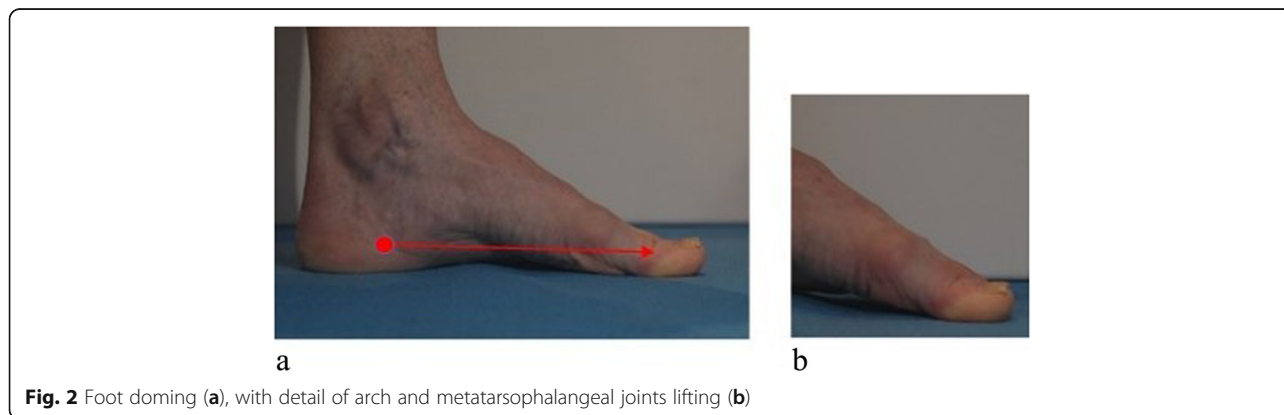 a
b
Fig. 2 Foot doming (a), with detail of arch and metatarsophalangeal joints lifting (b)